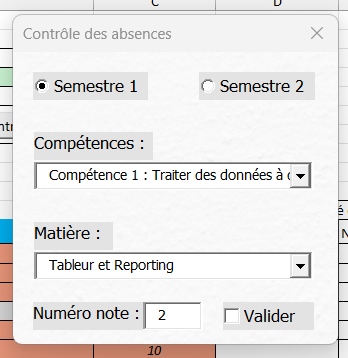 C
D
Contrôle des absences
Semestre 1
Semestre 2
Compétences :
Compétence 1 : Traiter des données à
Matière :
Tableur et Reporting
Numéro note :
2
Valider
10